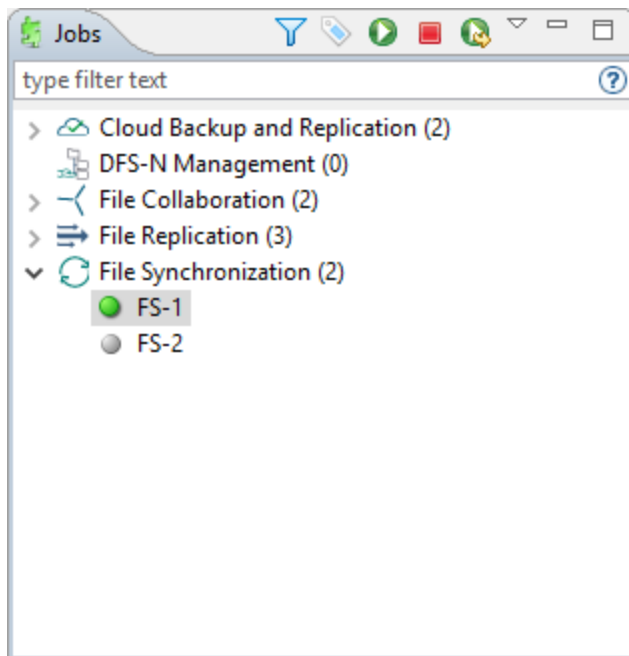 Jobs
type filter text
Cloud Backup and Replication (2)
DFS-N Management (0)
File Collaboration (2)
File Replication (3)
File Synchronization (2)
FS-1
FS-2